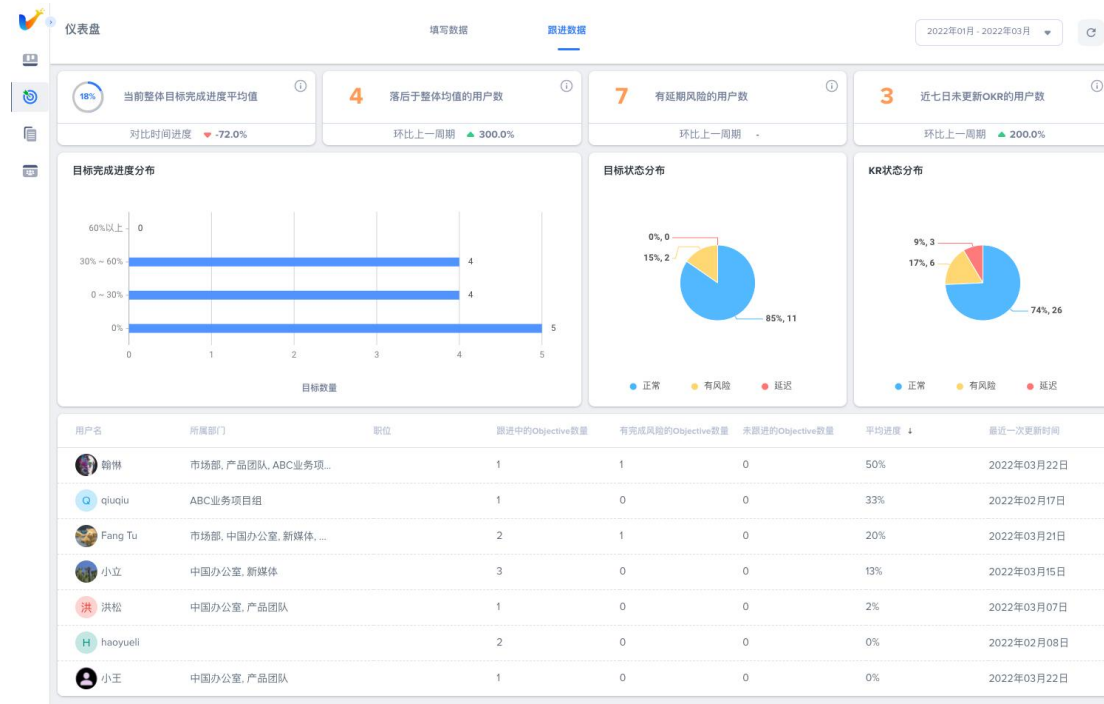 仪表盘
填写数据
跟进数据
2022年01月 - 2022年03月
18%
当前整体目标完成进度平均值
对比时间进度 -72.0%
4
落后于整体均值的用户数
环比上一周期 300.0%
7
有延期风险的用户数
环比上一周期 -
3
近七日未更新OKR的用户数
环比上一周期 200.0%
目标完成进度分布
60%以上 0
30% ~ 60% 4
0 ~ 30% 4
0% 5
0 1 2 3 4 5
目标数量
目标状态分布
0%, 0
15%, 2
85%, 11
正常 有风险 延迟
KR状态分布
9%, 3
17%, 6
74%, 26
正常 有风险 延迟
用户名 所属部门 职位 跟进中的Objective数量 有完成风险的Objective数量 未跟进的Objective数量 平均进度 ↓ 最近一次更新时间
翰惏 市场部, 产品团队, ABC业务项... 1 1 0 50% 2022年03月22日
Q qiuqiu ABC业务项目组 1 0 0 33% 2022年02月17日
Fang Tu 市场部, 中国办公室, 新媒体, ... 2 1 0 20% 2022年03月21日
小立 中国办公室, 新媒体 3 0 0 13% 2022年03月15日
洪 洪松 中国办公室, 产品团队 1 0 0 2% 2022年03月07日
H haoyueli 2 0 0 0% 2022年02月08日
小王 中国办公室, 产品团队 1 0 0 0% 2022年03月22日